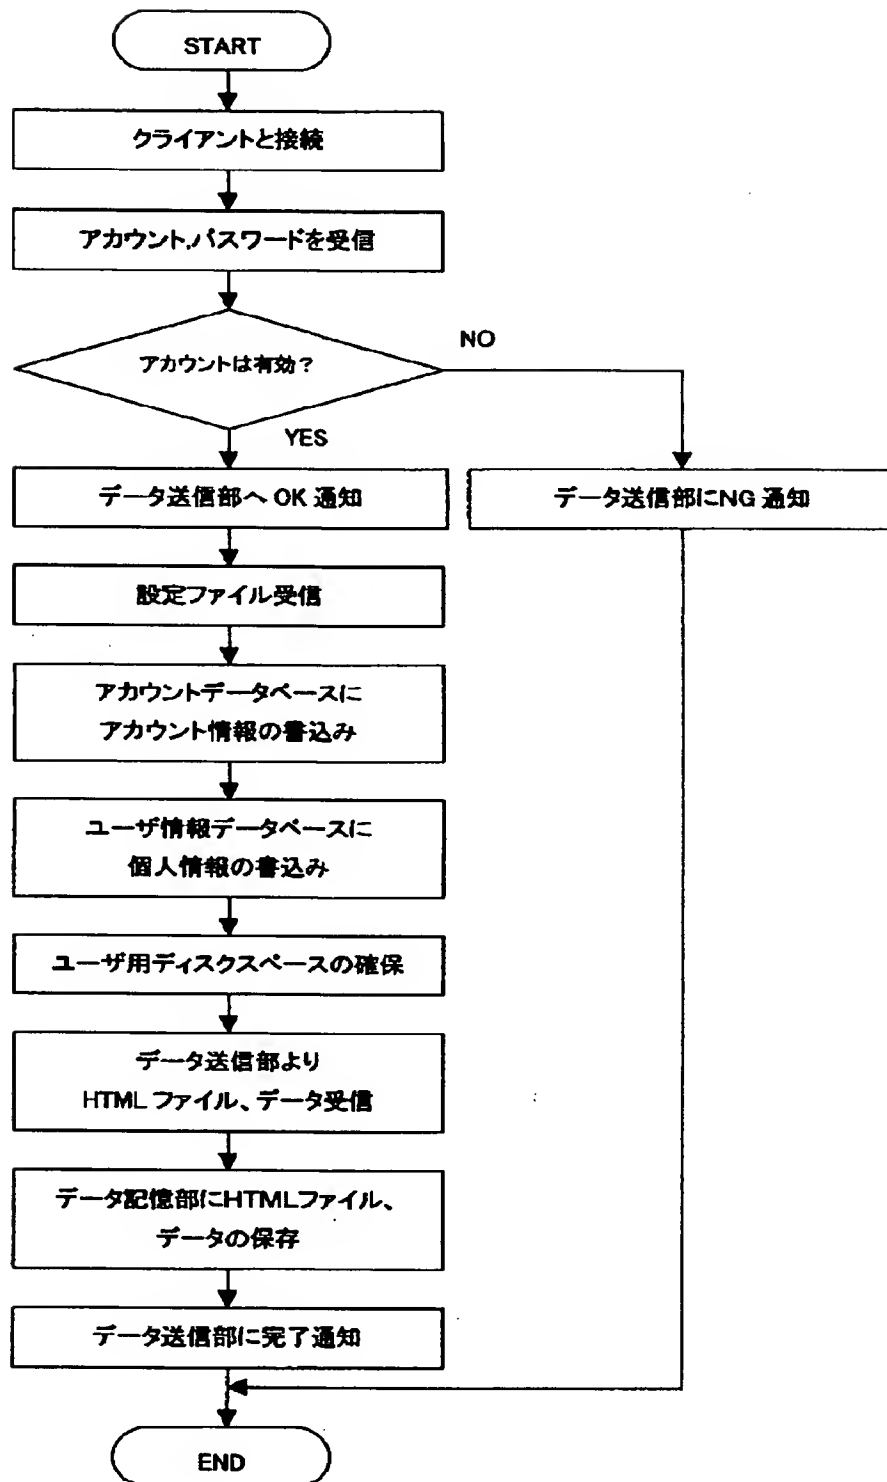 START
クライアントと接続
アカウント,パスワードを受信
アカウントは有効？
NO
YES
データ送信部へ OK 通知
データ送信部にNG 通知
設定ファイル受信
アカウントデータベースに
アカウント情報の書込み
ユーザ情報データベースに
個人情報の書込み
ユーザ用ディスクスペースの確保
データ送信部より
HTML ファイル、データ受信
データ記憶部にHTMLファイル、
データの保存
データ送信部に完了通知
END